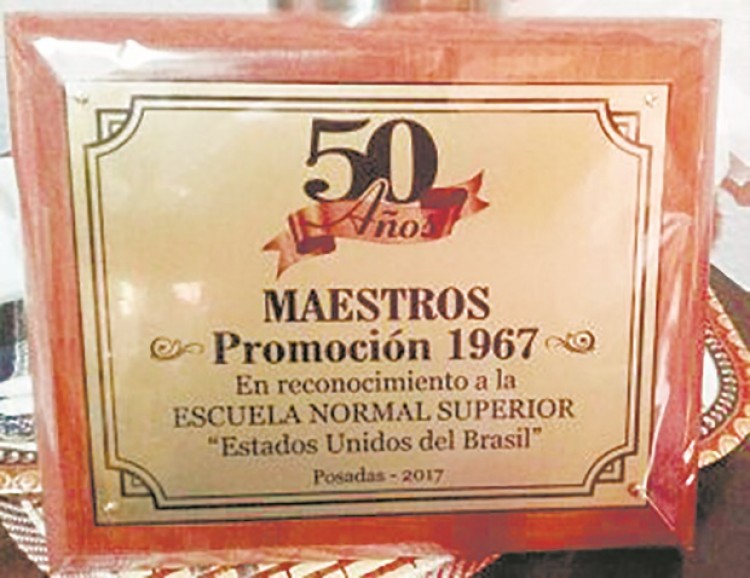 50
Años
MAESTROS
Promoción 1967
En reconocimiento a la
ESCUELA NORMAL SUPERIOR
“Estados Unidos del Brasil”
Posadas - 2017